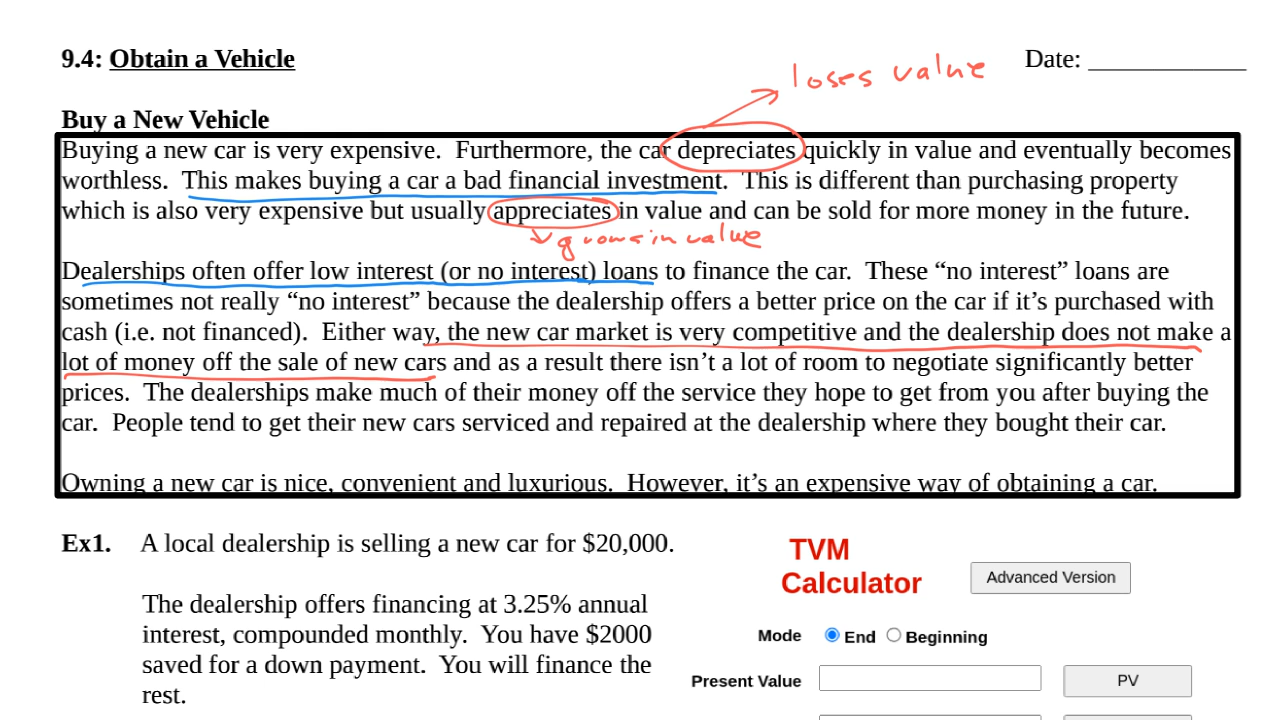 9.4: Obtain a Vehicle Date: ____________
loses value
Buy a New Vehicle
Buying a new car is very expensive. Furthermore, the car depreciates quickly in value and eventually becomes
worthless. This makes buying a car a bad financial investment. This is different than purchasing property
which is also very expensive but usually appreciates in value and can be sold for more money in the future.
grows in value
Dealerships often offer low interest (or no interest) loans to finance the car. These “no interest” loans are
sometimes not really “no interest” because the dealership offers a better price on the car if it’s purchased with
cash (i.e. not financed). Either way, the new car market is very competitive and the dealership does not make a
lot of money off the sale of new cars and as a result there isn’t a lot of room to negotiate significantly better
prices. The dealerships make much of their money off the service they hope to get from you after buying the
car. People tend to get their new cars serviced and repaired at the dealership where they bought their car.
Owning a new car is nice, convenient and luxurious. However, it’s an expensive way of obtaining a car.
Ex1. A local dealership is selling a new car for $20,000.
The dealership offers financing at 3.25% annual
interest, compounded monthly. You have $2000
saved for a down payment. You will finance the
rest.
TVM
Calculator
Advanced Version
Mode End Beginning
Present Value PV